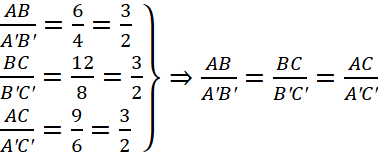 AB/A'B' = 6/4 = 3/2
BC/B'C' = 12/8 = 3/2 } ⇒ AB/A'B' = BC/B'C' = AC/A'C'
AC/A'C' = 9/6 = 3/2